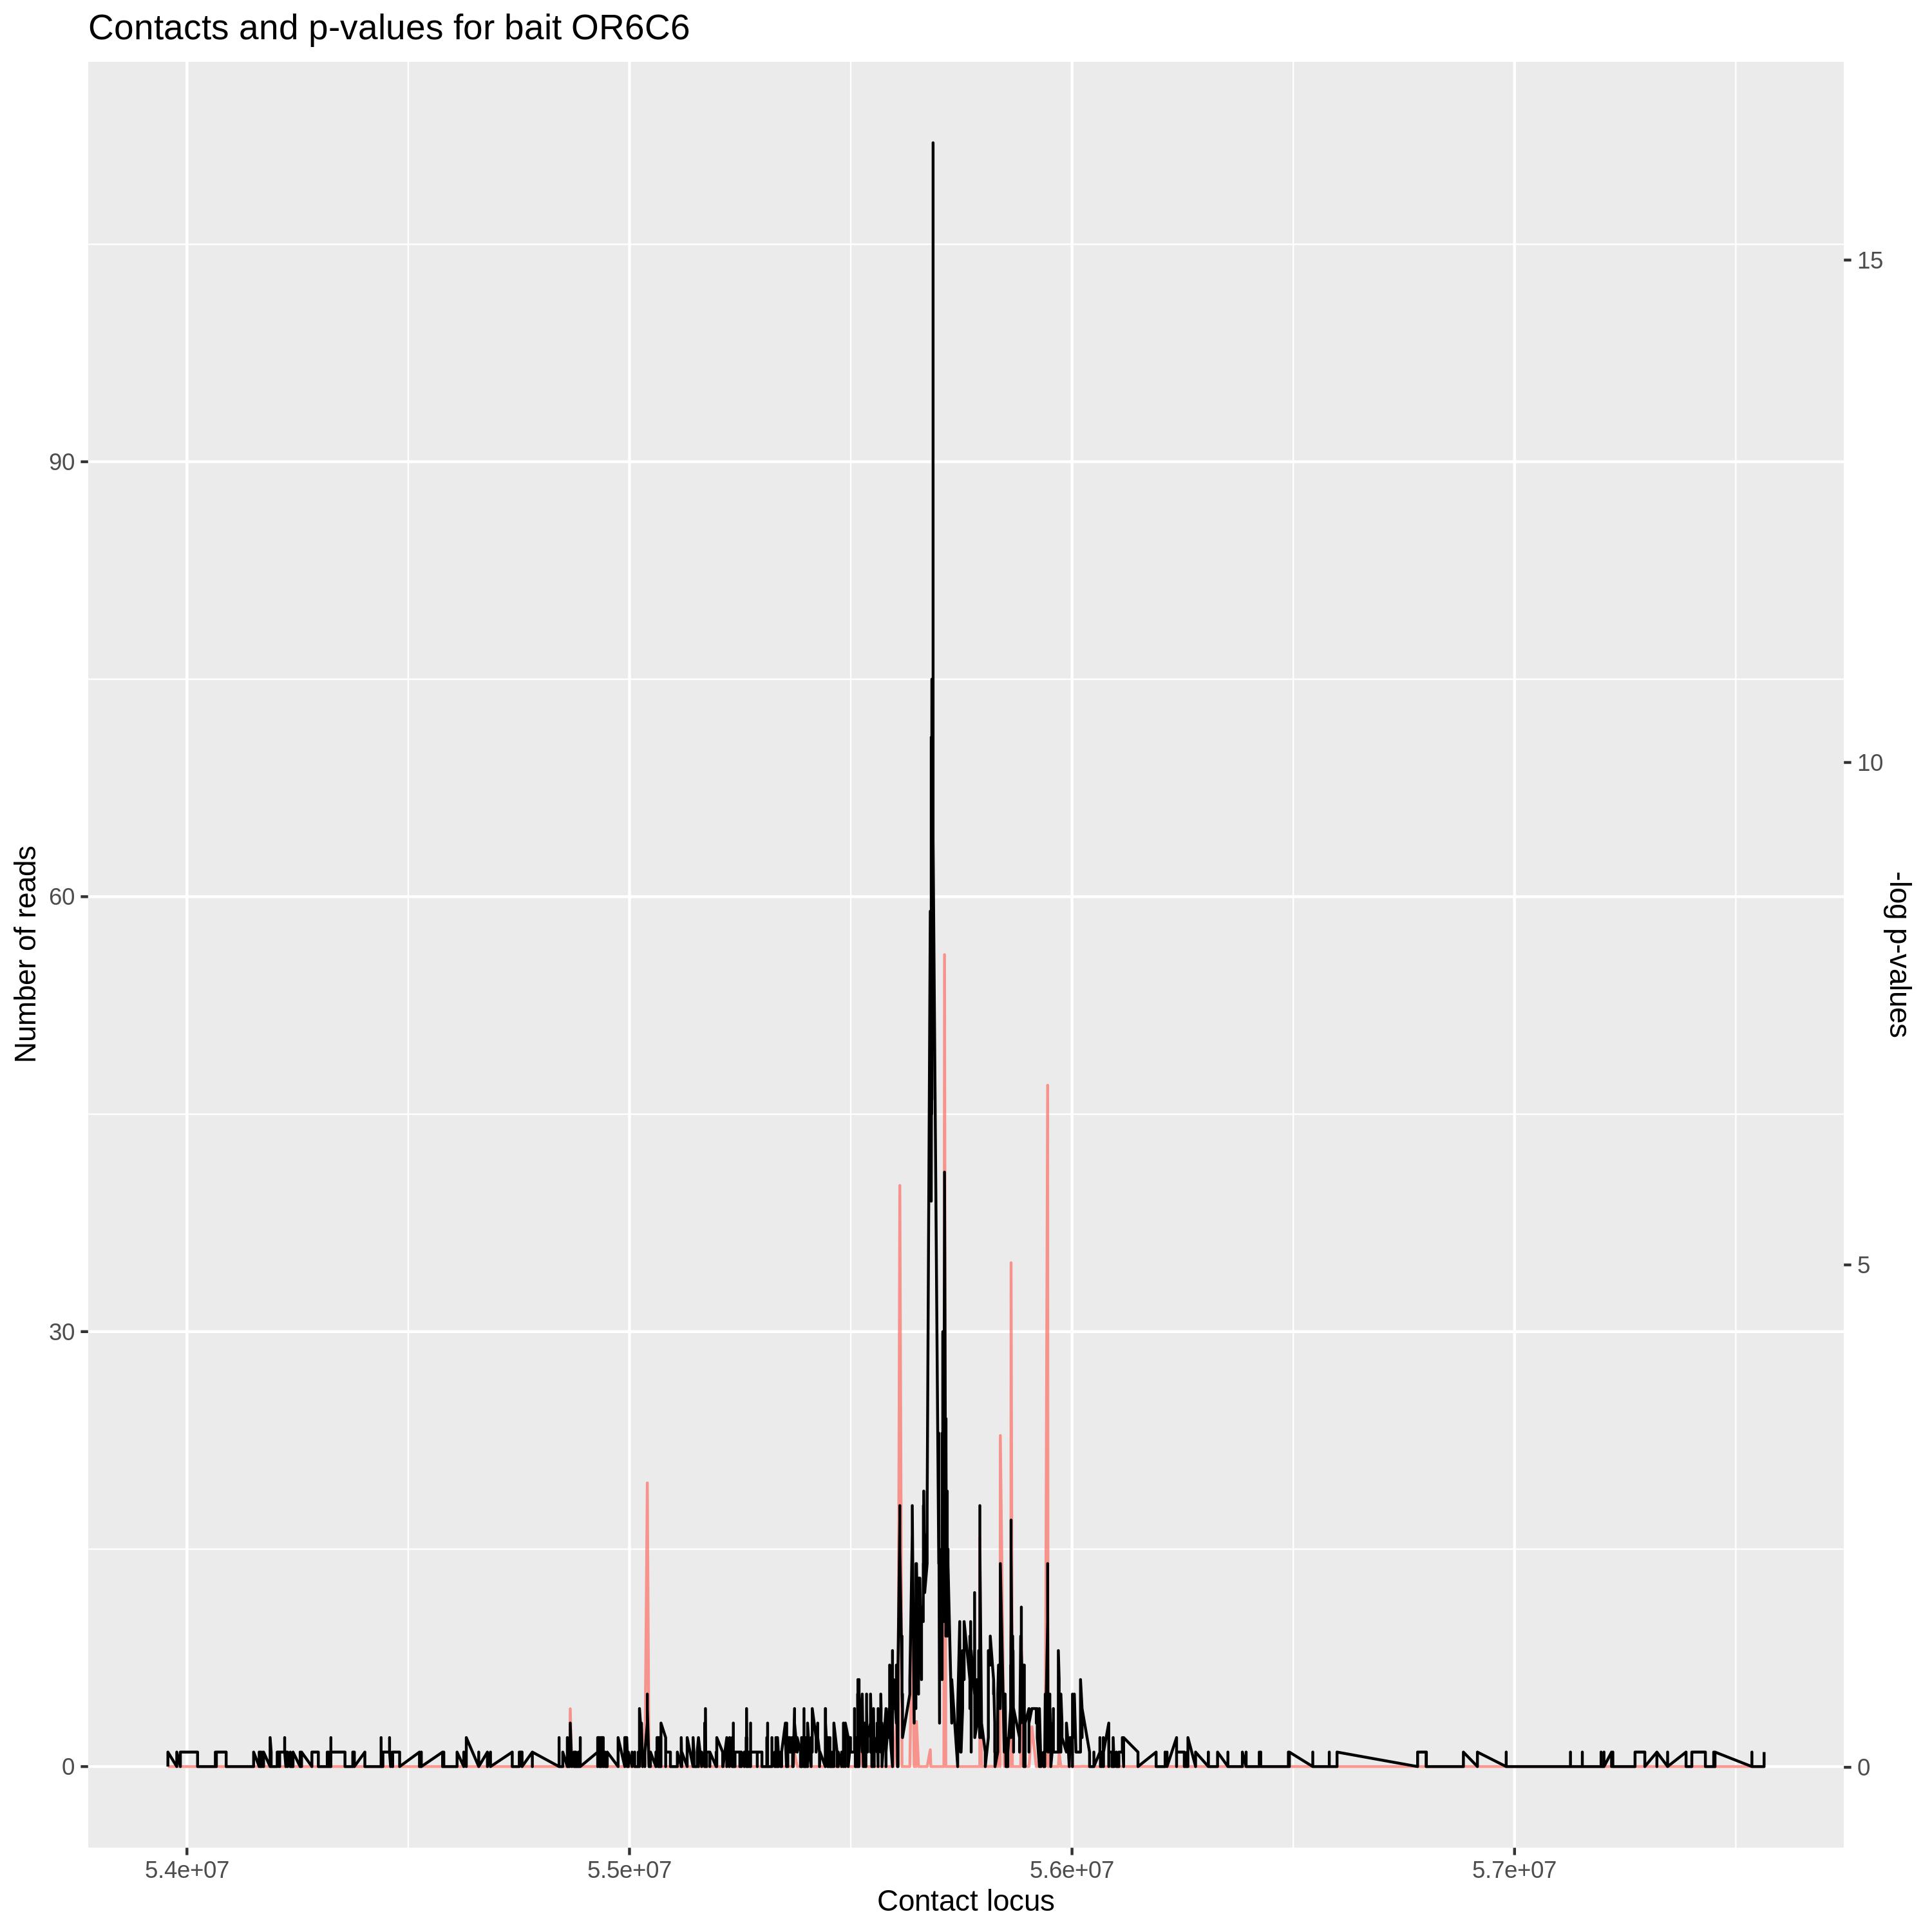 Contacts and p-values for bait OR6C6
Number of reads
90
60
30
0
15
10
5
0
-log p-values
5.4e+07
5.5e+07
5.6e+07
5.7e+07
Contact locus